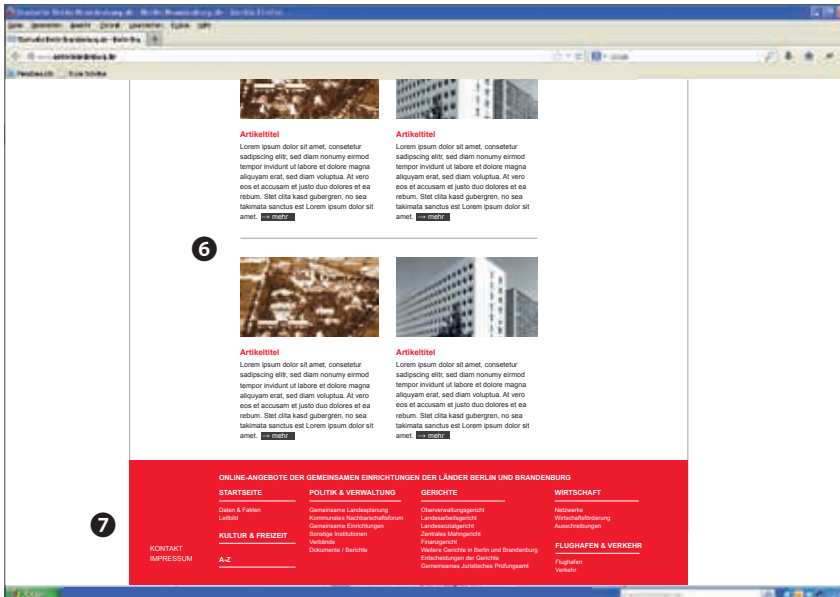 Artikeltitel
Lorem ipsum dolor sit amet, consetetur
sadipscing elitr, sed diam nonumy eirmod
tempor invidunt ut labore et dolore magna
aliquyam erat, sed diam voluptua. At vero
eos et accusam et justo duo dolores et ea
rebum. Stet clita kasd gubergren, no sea
takimata sanctus est Lorem ipsum dolor sit
amet. → mehr
Artikeltitel
Lorem ipsum dolor sit amet, consetetur
sadipscing elitr, sed diam nonumy eirmod
tempor invidunt ut labore et dolore magna
aliquyam erat, sed diam voluptua. At vero
eos et accusam et justo duo dolores et ea
rebum. Stet clita kasd gubergren, no sea
takimata sanctus est Lorem ipsum dolor sit
amet. → mehr
6
Artikeltitel
Lorem ipsum dolor sit amet, consetetur
sadipscing elitr, sed diam nonumy eirmod
tempor invidunt ut labore et dolore magna
aliquyam erat, sed diam voluptua. At vero
eos et accusam et justo duo dolores et ea
rebum. Stet clita kasd gubergren, no sea
takimata sanctus est Lorem ipsum dolor sit
amet. → mehr
Artikeltitel
Lorem ipsum dolor sit amet, consetetur
sadipscing elitr, sed diam nonumy eirmod
tempor invidunt ut labore et dolore magna
aliquyam erat, sed diam voluptua. At vero
eos et accusam et justo duo dolores et ea
rebum. Stet clita kasd gubergren, no sea
takimata sanctus est Lorem ipsum dolor sit
amet. → mehr
7
KONTAKT
IMPRESSUM
ONLINE-ANGEBOTE DER GEMEINSAMEN EINRICHTUNGEN DER LÄNDER BERLIN UND BRANDENBURG
STARTSEITE
Daten & Fakten
Leitbild
KULTUR & FREIZEIT
A-Z
POLITIK & VERWALTUNG
Gemeinsame Landesplanung
Kommunales Nachbarschaftsforum
Gemeinsame Einrichtungen
Sonstige Institutionen
Verbände
Dokumente / Berichte
GERICHTE
Oberverwaltungsgericht
Landesarbeitsgericht
Landessozialgericht
Zentrales Mahngericht
Finanzgericht
Weitere Gerichte in Berlin und Brandenburg
Entscheidungen der Gerichte
Gemeinsames Juristisches Prüfungsamt
WIRTSCHAFT
Netzwerke
Wirtschaftsförderung
Ausschreibungen
FLUGHAFEN & VERKEHR
Flughafen
Verkehr